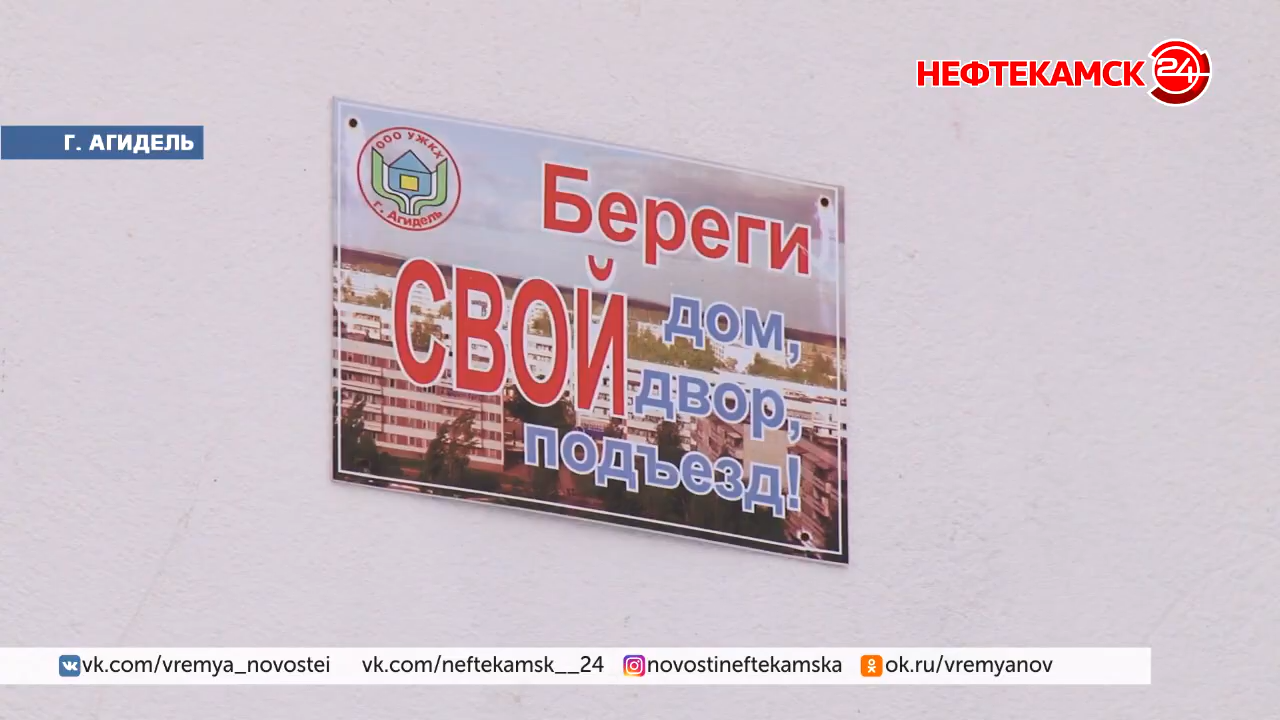 НЕФТЕКАМСК 24
Г. АГИДЕЛЬ
ООО УЖКХ
г. Агидель
Береги
СВОЙ
дом,
двор,
подъезд!
vk.com/vremya_novostei vk.com/neftekamsk__24 novostineftekamska ok.ru/vremyanov